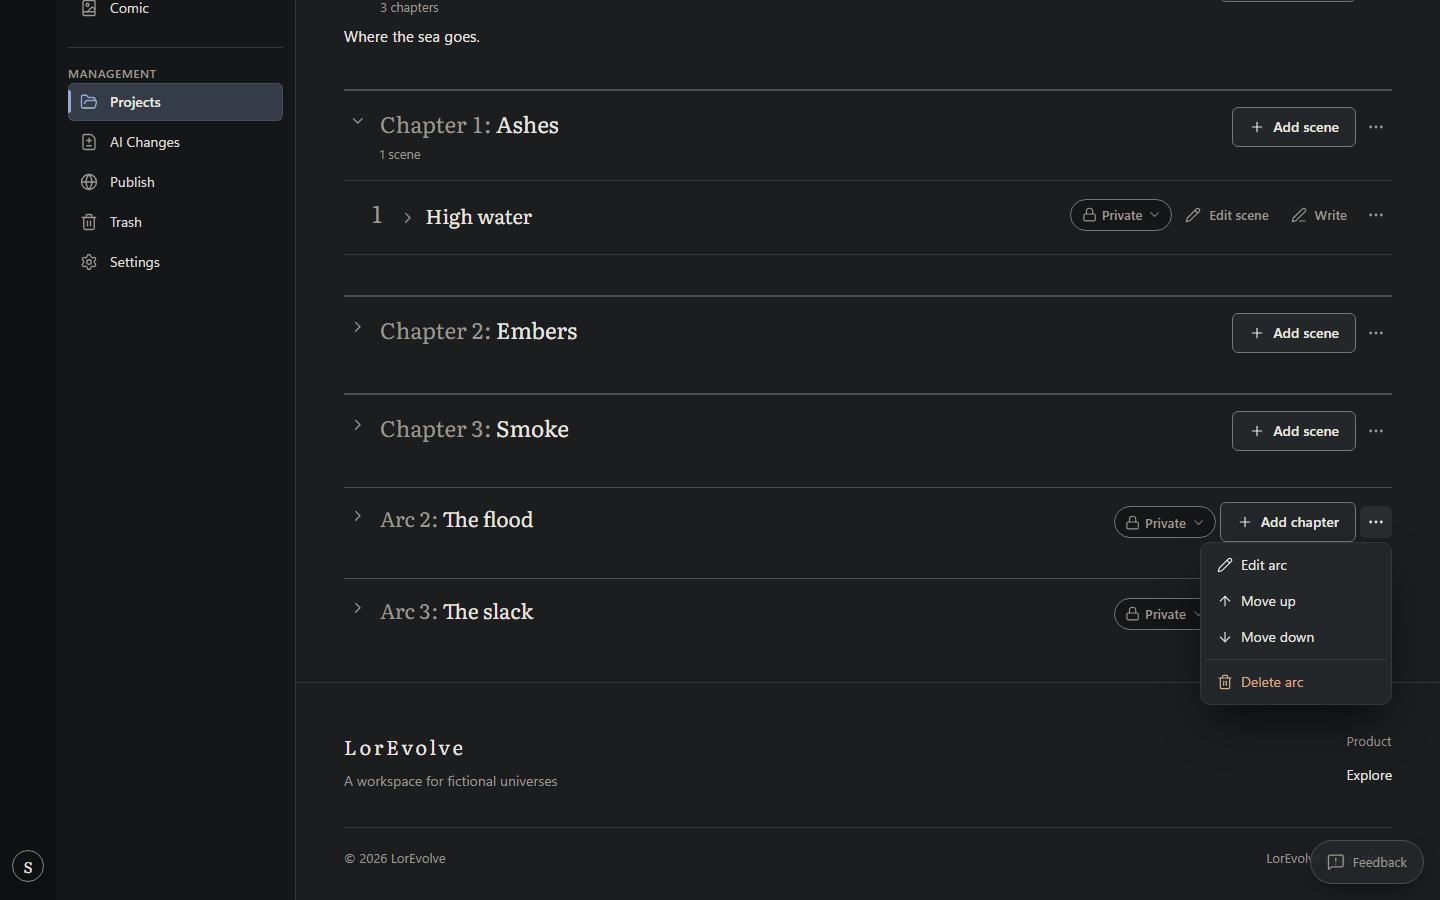 Comic
3 chapters
Where the sea goes.
MANAGEMENT
Projects
AI Changes
Publish
Trash
Settings
Chapter 1: Ashes
Add scene
1 scene
1 High water
Private
Edit scene
Write
Chapter 2: Embers
Add scene
Chapter 3: Smoke
Add scene
Arc 2: The flood
Private
Add chapter
Edit arc
Move up
Move down
Delete arc
Arc 3: The slack
Private
LorEvolve
A workspace for fictional universes
Product
Explore
© 2026 LorEvolve
Feedback
S